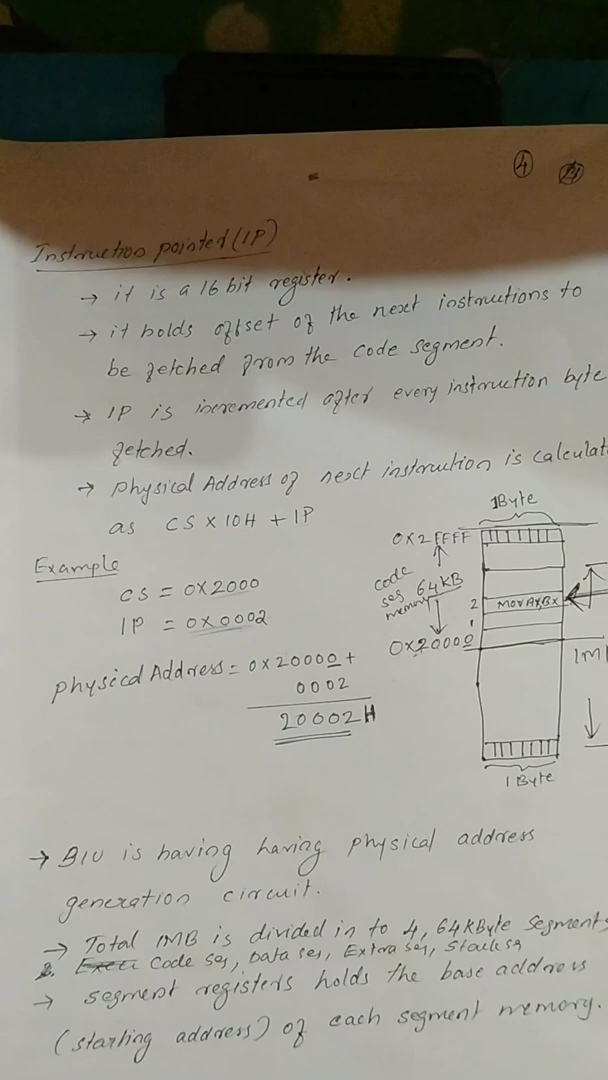 4
Instruction pointed (IP)
→ it is a 16 bit register.
→ it holds offset of the next instructions to
be fetched from the code segment.
→ IP is incremented after every instruction byte
fetched.
→ Physical Address of next instruction is calculat
as CS X 10H + IP
Example
CS = 0X2000
IP = 0X0002
Physical Address = 0X20000 +
0002
20002H
1Byte
0X2FFFF
code
seg 64KB
memory
2 MOV AX,BX
1
0X20000
1M
1 Byte
→ BIU is having having physical address
generation circuit.
→ Total 1MB is divided in to 4, 64KByte Segments
Code seg, Data seg, Extra seg, Stack sg
→ segment registers holds the base address
(starting address) of each segment memory.